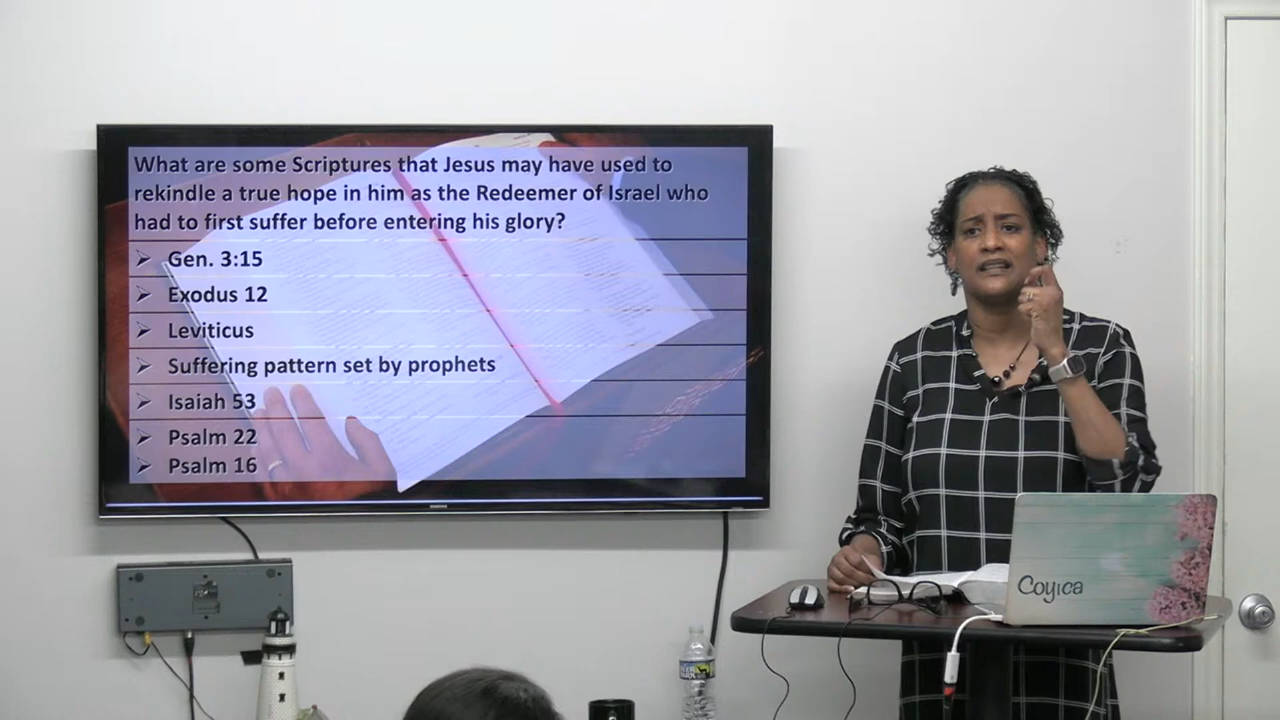 What are some Scriptures that Jesus may have used to
rekindle a true hope in him as the Redeemer of Israel who
had to first suffer before entering his glory?
➢ Gen. 3:15
➢ Exodus 12
➢ Leviticus
➢ Suffering pattern set by prophets
➢ Isaiah 53
➢ Psalm 22
➢ Psalm 16
SAMSUNG
Coyica